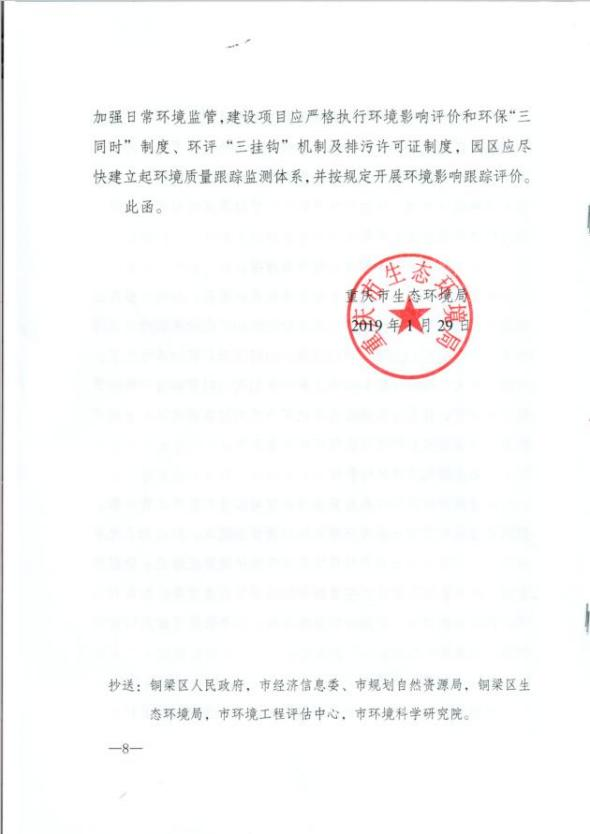 加强日常环境监管，建设项目应严格执行环境影响评价和环保“三
同时”制度、环评“三挂钩”机制及排污许可证制度，园区应尽
快建立起环境质量跟踪监测体系，并按规定开展环境影响跟踪评价。
此函。
重庆市生态环境局
重庆市生态环境局
2019年1月29日
抄送：铜梁区人民政府，市经济信息委、市规划自然资源局，铜梁区生
态环境局，市环境工程评估中心，市环境科学研究院。
—8—